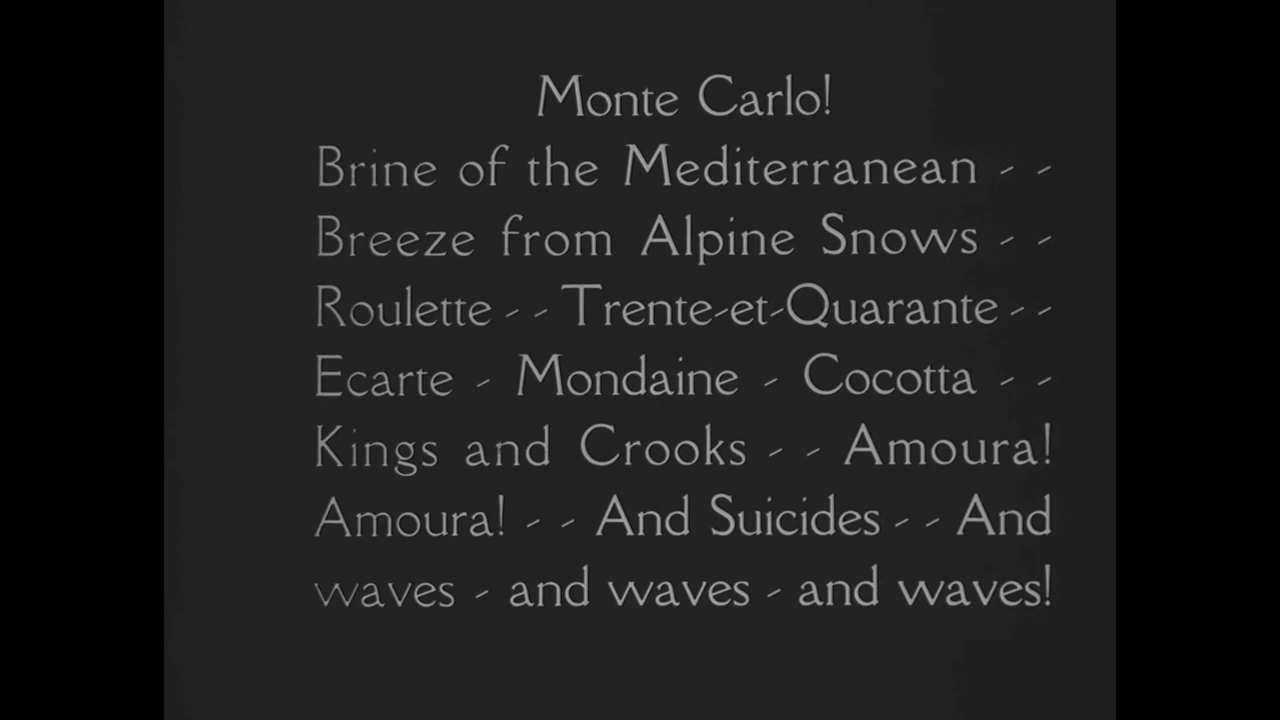 Monte Carlo!
Brine of the Mediterranean - -
Breeze from Alpine Snows - -
Roulette - - Trente-et-Quarante - -
Ecarte - Mondaine - Cocotta - -
Kings and Crooks - - Amoura!
Amoura! - - And Suicides - - And
waves - and waves - and waves!